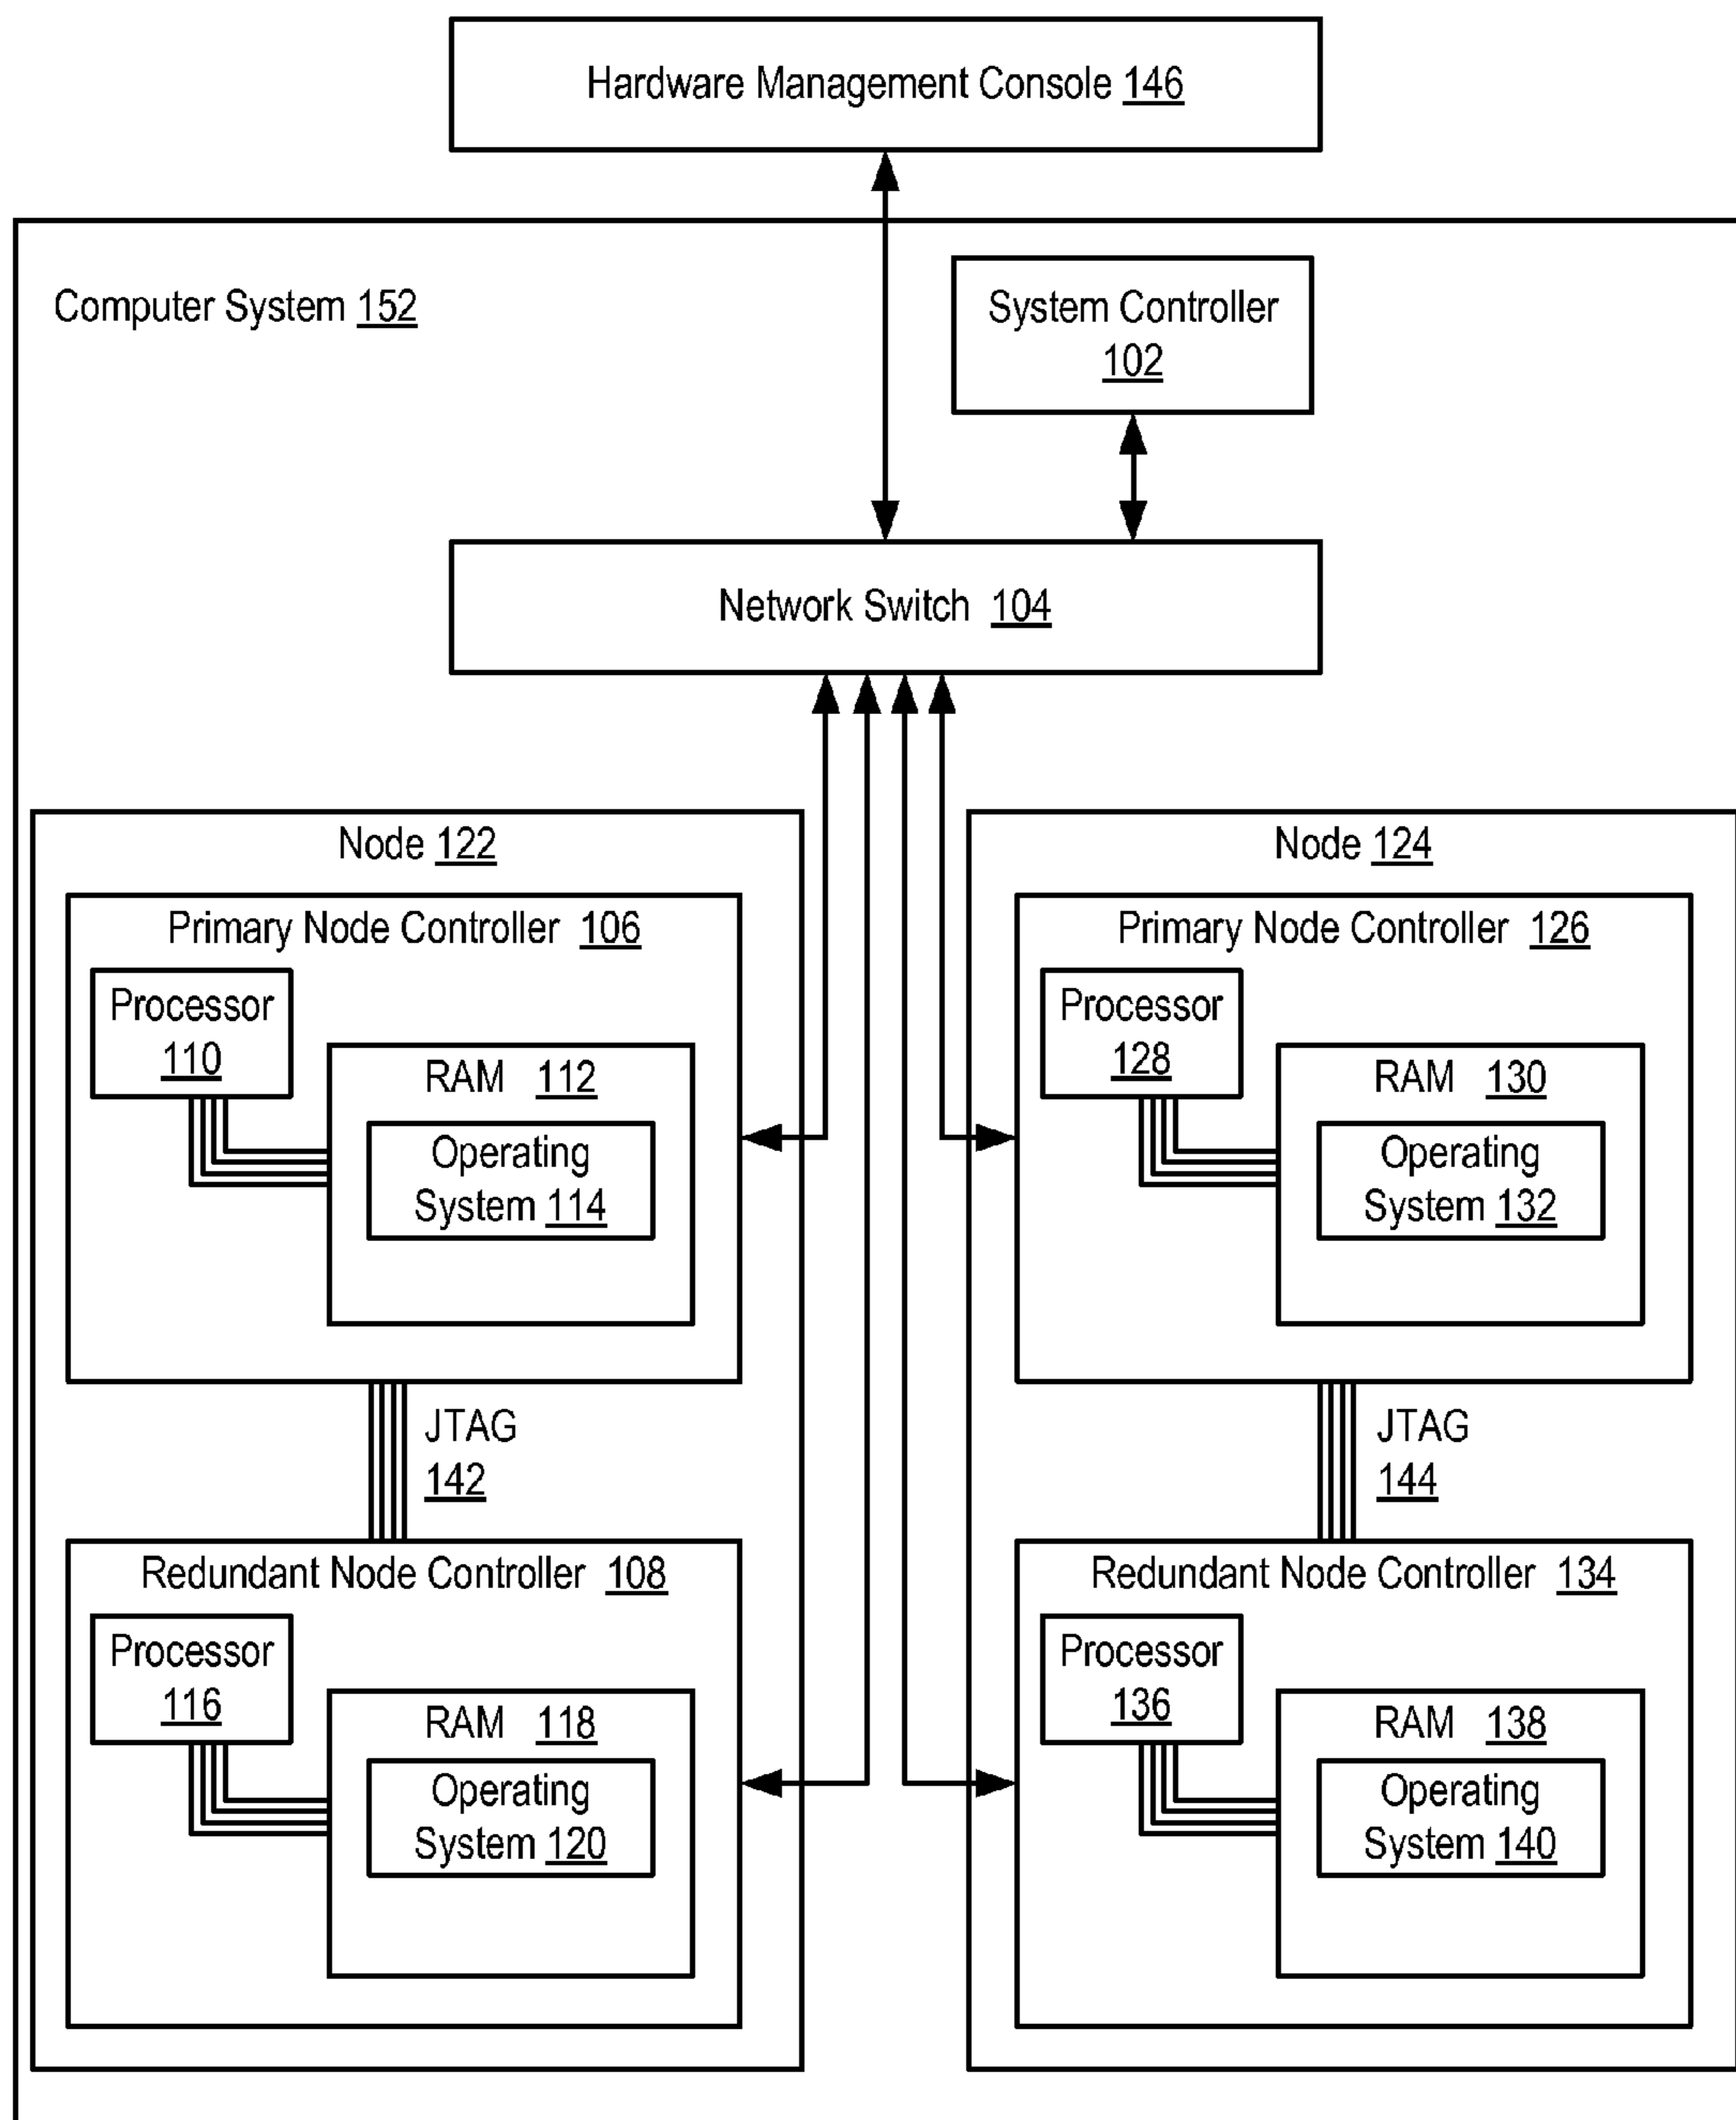 Hardware Management Console 146
Computer System 152
System Controller
102
Network Switch 104
Node 122
Primary Node Controller 106
Processor
110
RAM 112
Operating
System 114
JTAG
142
Redundant Node Controller 108
Processor
116
RAM 118
Operating
System 120
Node 124
Primary Node Controller 126
Processor
128
RAM 130
Operating
System 132
JTAG
144
Redundant Node Controller 134
Processor
136
RAM 138
Operating
System 140